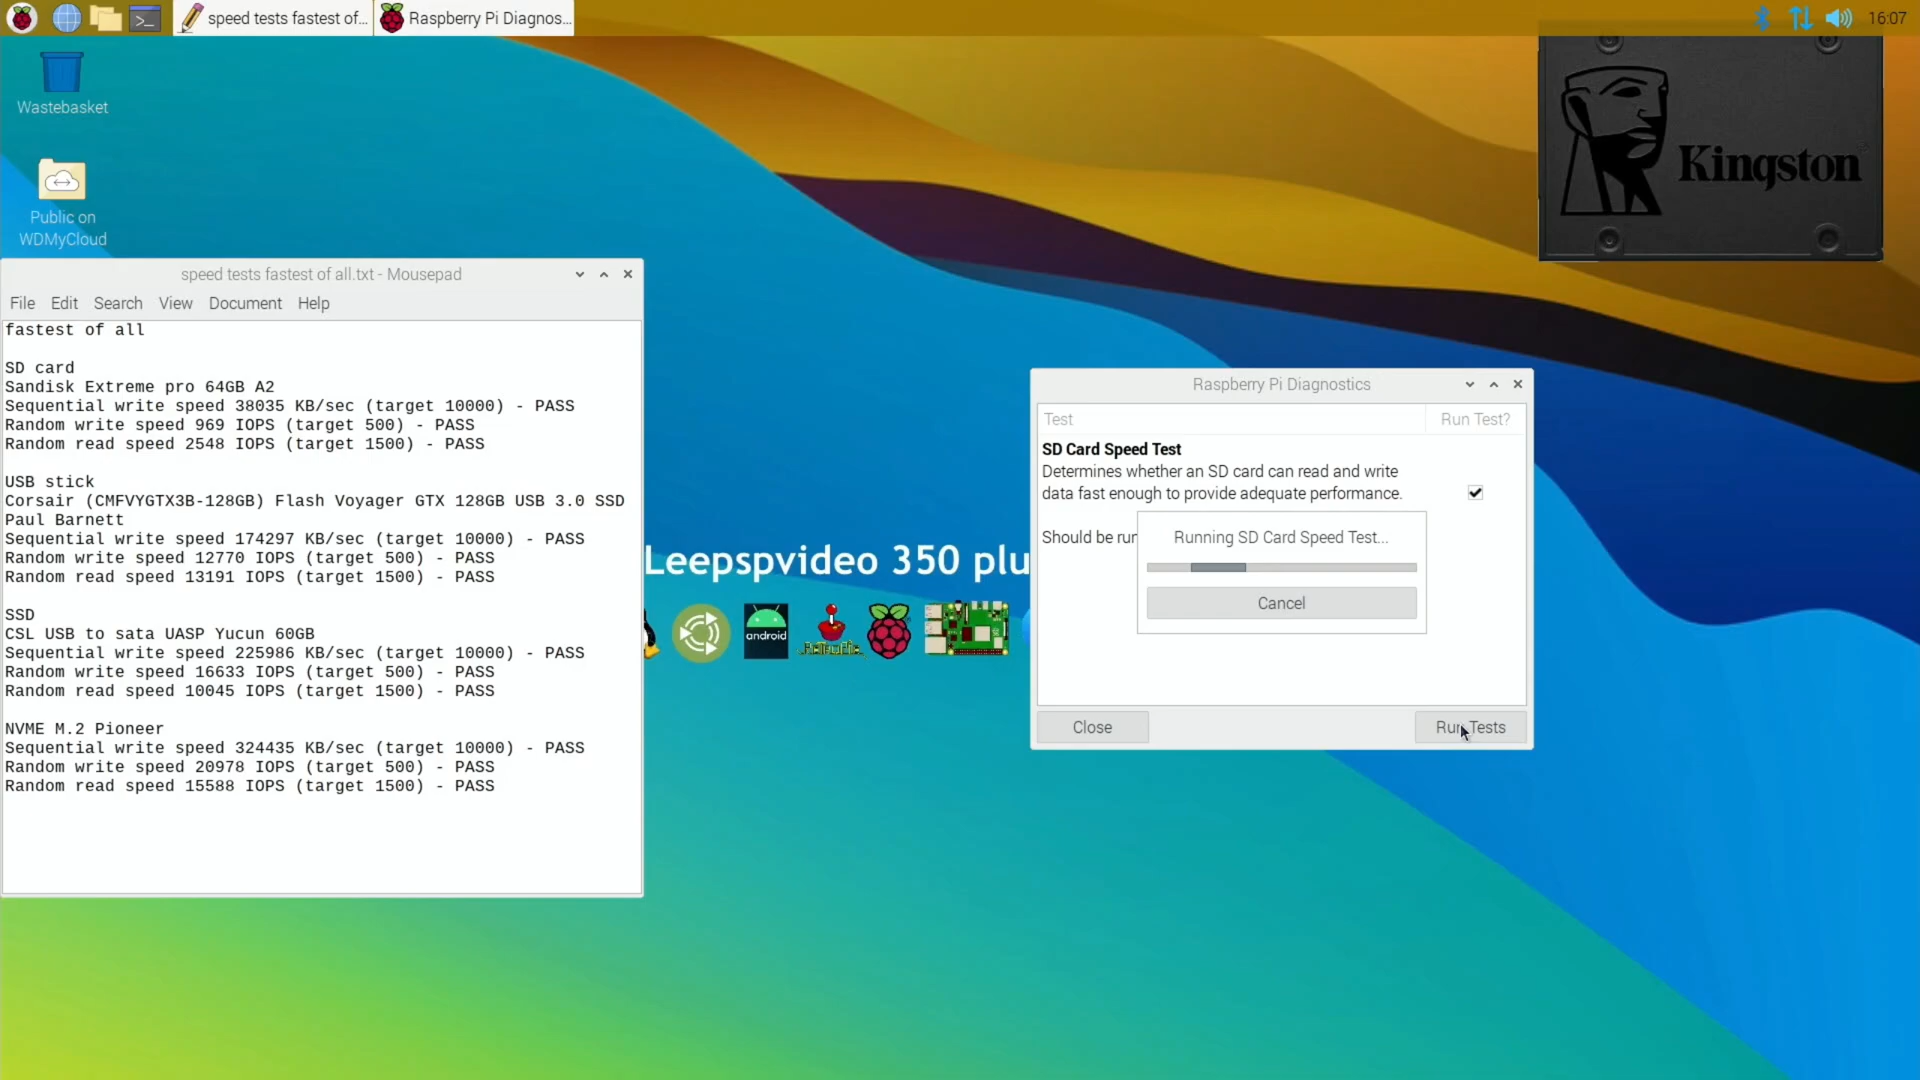 speed tests fastest of...
Raspberry Pi Diagnos...
16:07
Wastebasket
Public on
WDMyCloud
Kingston
speed tests fastest of all.txt - Mousepad
File Edit Search View Document Help
fastest of all
SD card
Sandisk Extreme pro 64GB A2
Sequential write speed 38035 KB/sec (target 10000) - PASS
Random write speed 969 IOPS (target 500) - PASS
Random read speed 2548 IOPS (target 1500) - PASS
USB stick
Corsair (CMFVYGTX3B-128GB) Flash Voyager GTX 128GB USB 3.0 SSD
Paul Barnett
Sequential write speed 174297 KB/sec (target 10000) - PASS
Random write speed 12770 IOPS (target 500) - PASS
Random read speed 13191 IOPS (target 1500) - PASS
SSD
CSL USB to sata UASP Yucun 60GB
Sequential write speed 225986 KB/sec (target 10000) - PASS
Random write speed 16633 IOPS (target 500) - PASS
Random read speed 10045 IOPS (target 1500) - PASS
NVME M.2 Pioneer
Sequential write speed 324435 KB/sec (target 10000) - PASS
Random write speed 20978 IOPS (target 500) - PASS
Random read speed 15588 IOPS (target 1500) - PASS
Leepspvideo 350 plu
android
RetroPie
Raspberry Pi Diagnostics
Test Run Test?
SD Card Speed Test
Determines whether an SD card can read and write
data fast enough to provide adequate performance.
Should be run
Running SD Card Speed Test...
Cancel
Close
Run Tests